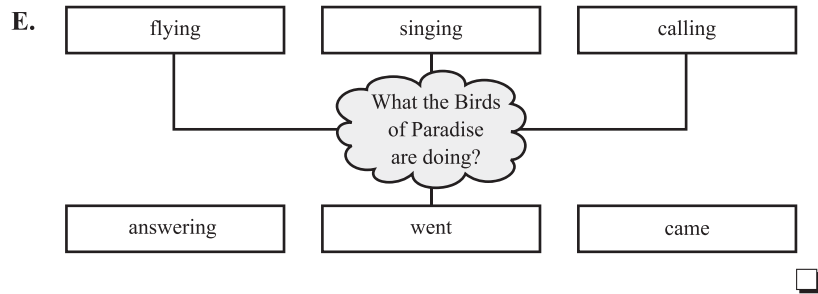 E.
flying
singing
calling
What the Birds
of Paradise
are doing?
answering
went
came